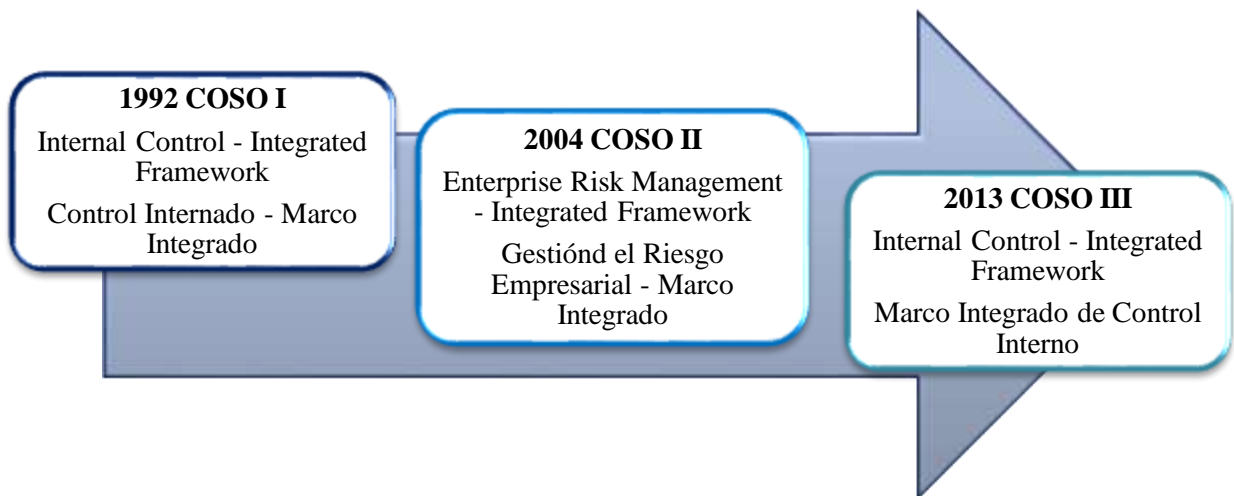 1992 COSO I
Internal Control - Integrated
Framework
Control Internado - Marco
Integrado
2004 COSO II
Enterprise Risk Management
- Integrated Framework
Gestiónd el Riesgo
Empresarial - Marco
Integrado
2013 COSO III
Internal Control - Integrated
Framework
Marco Integrado de Control
Interno